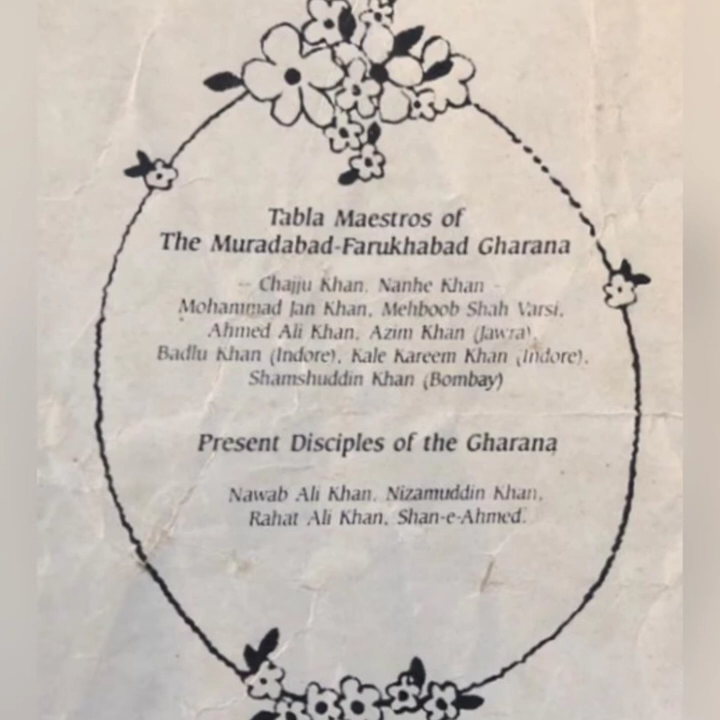 Tabla Maestros of
The Muradabad-Farukhabad Gharana
– Chajju Khan, Nanhe Khan -
Mohammad Jan Khan, Mehboob Shah Varsi,
Ahmed Ali Khan, Azim Khan (Jawra),
Badlu Khan (Indore), Kale Kareem Khan (Indore),
Shamshuddin Khan (Bombay)
Present Disciples of the Gharana
Nawab Ali Khan, Nizamuddin Khan,
Rahat Ali Khan, Shan-e-Ahmed.